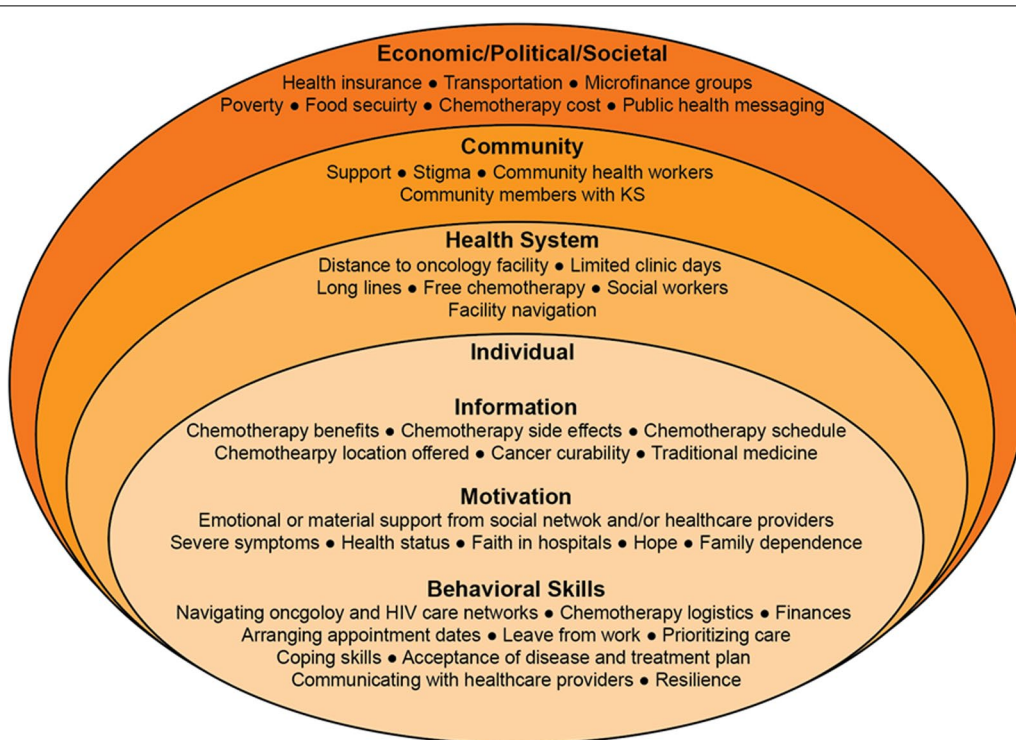 Economic/Political/Societal
Health insurance ● Transportation ● Microfinance groups
Poverty ● Food secuirty ● Chemotherapy cost ● Public health messaging
Community
Support ● Stigma ● Community health workers
Community members with KS
Health System
Distance to oncology facility ● Limited clinic days
Long lines ● Free chemotherapy ● Social workers
Facility navigation
Individual
Information
Chemotherapy benefits ● Chemotherapy side effects ● Chemotherapy schedule
Chemothearpy location offered ● Cancer curability ● Traditional medicine
Motivation
Emotional or material support from social netwok and/or healthcare providers
Severe symptoms ● Health status ● Faith in hospitals ● Hope ● Family dependence
Behavioral Skills
Navigating oncgoloy and HIV care networks ● Chemotherapy logistics ● Finances
Arranging appointment dates ● Leave from work ● Prioritizing care
Coping skills ● Acceptance of disease and treatment plan
Communicating with healthcare providers ● Resilience